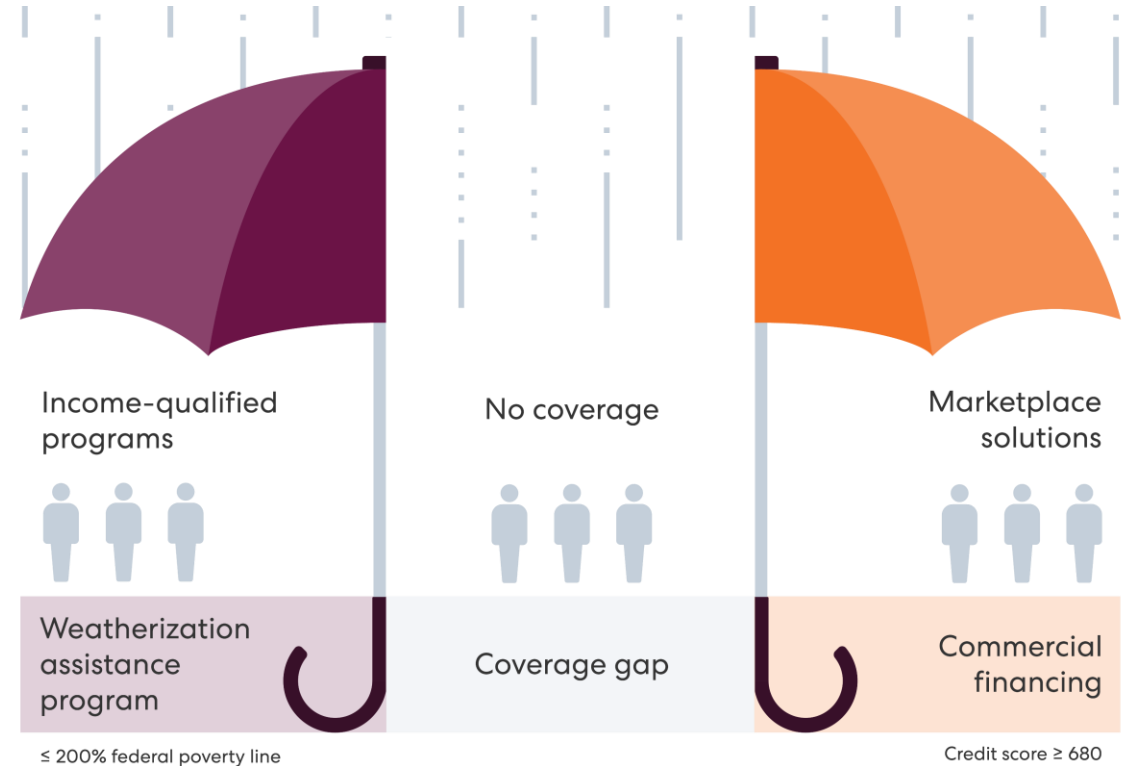 Income-qualified
programs
No coverage
Marketplace
solutions
Weatherization
assistance
program
Coverage gap
Commercial
financing
≤ 200% federal poverty line
Credit score ≥ 680